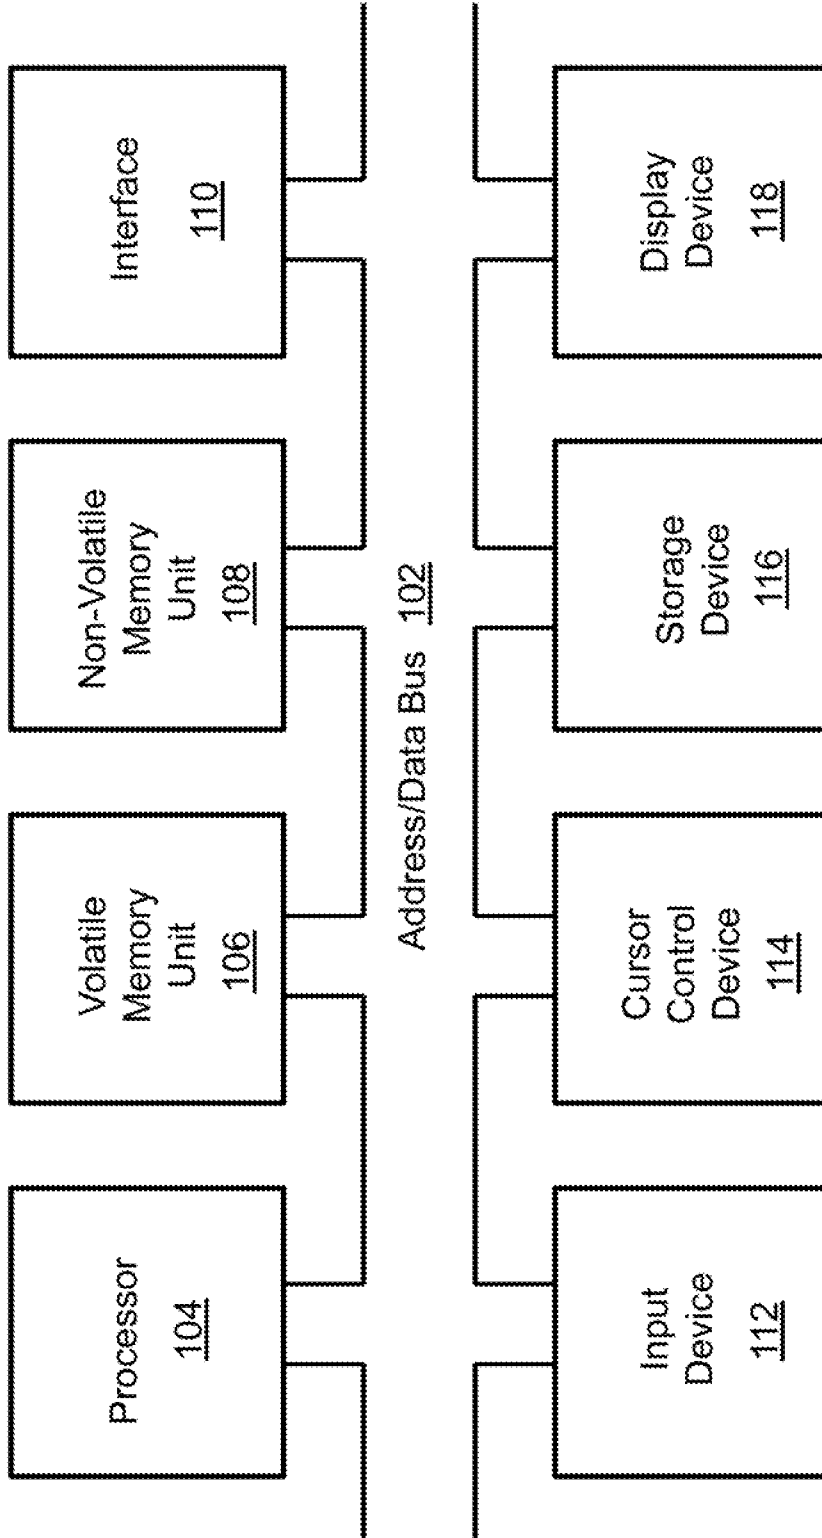 Processor
104
Volatile
Memory
Unit
106
Non-Volatile
Memory
Unit
108
Interface
110
Address/Data Bus 102
Input
Device
112
Cursor
Control
Device
114
Storage
Device
116
Display
Device
118